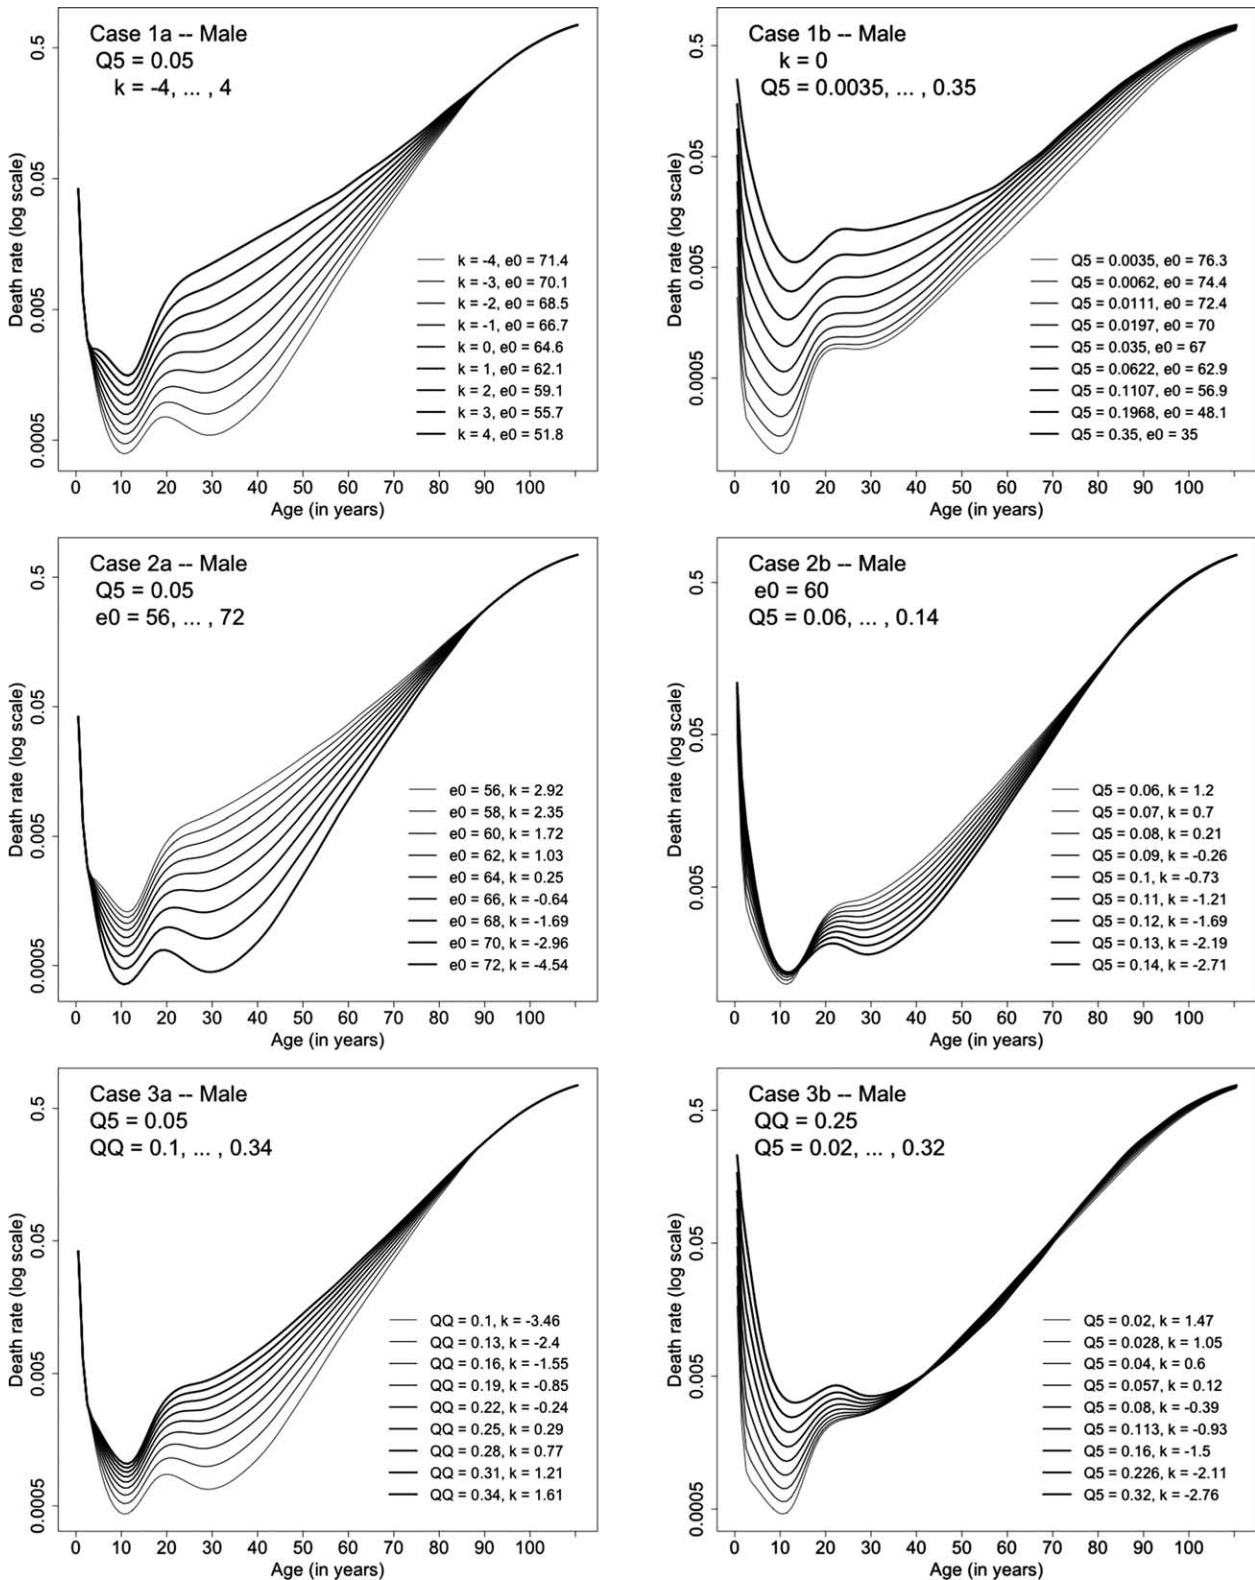 Case 1a -- Male
Q5 = 0.05
k = -4, ... , 4
Death rate (log scale)
0.5
0.05
0.005
0.0005
k = -4, e0 = 71.4
k = -3, e0 = 70.1
k = -2, e0 = 68.5
k = -1, e0 = 66.7
k = 0, e0 = 64.6
k = 1, e0 = 62.1
k = 2, e0 = 59.1
k = 3, e0 = 55.7
k = 4, e0 = 51.8
0 10 20 30 40 50 60 70 80 90 100
Age (in years)
Case 1b -- Male
k = 0
Q5 = 0.0035, ... , 0.35
Death rate (log scale)
0.5
0.05
0.005
0.0005
Q5 = 0.0035, e0 = 76.3
Q5 = 0.0062, e0 = 74.4
Q5 = 0.0111, e0 = 72.4
Q5 = 0.0197, e0 = 70
Q5 = 0.035, e0 = 67
Q5 = 0.0622, e0 = 62.9
Q5 = 0.1107, e0 = 56.9
Q5 = 0.1968, e0 = 48.1
Q5 = 0.35, e0 = 35
0 10 20 30 40 50 60 70 80 90 100
Age (in years)
Case 2a -- Male
Q5 = 0.05
e0 = 56, ... , 72
Death rate (log scale)
0.5
0.05
0.005
0.0005
e0 = 56, k = 2.92
e0 = 58, k = 2.35
e0 = 60, k = 1.72
e0 = 62, k = 1.03
e0 = 64, k = 0.25
e0 = 66, k = -0.64
e0 = 68, k = -1.69
e0 = 70, k = -2.96
e0 = 72, k = -4.54
0 10 20 30 40 50 60 70 80 90 100
Age (in years)
Case 2b -- Male
e0 = 60
Q5 = 0.06, ... , 0.14
Death rate (log scale)
0.5
0.05
0.005
Q5 = 0.06, k = 1.2
Q5 = 0.07, k = 0.7
Q5 = 0.08, k = 0.21
Q5 = 0.09, k = -0.26
Q5 = 0.1, k = -0.73
Q5 = 0.11, k = -1.21
Q5 = 0.12, k = -1.69
Q5 = 0.13, k = -2.19
Q5 = 0.14, k = -2.71
0 10 20 30 40 50 60 70 80 90 100
Age (in years)
Case 3a -- Male
Q5 = 0.05
QQ = 0.1, ... , 0.34
Death rate (log scale)
0.5
0.05
0.005
0.0005
QQ = 0.1, k = -3.46
QQ = 0.13, k = -2.4
QQ = 0.16, k = -1.55
QQ = 0.19, k = -0.85
QQ = 0.22, k = -0.24
QQ = 0.25, k = 0.29
QQ = 0.28, k = 0.77
QQ = 0.31, k = 1.21
QQ = 0.34, k = 1.61
0 10 20 30 40 50 60 70 80 90 100
Age (in years)
Case 3b -- Male
QQ = 0.25
Q5 = 0.02, ... , 0.32
Death rate (log scale)
0.5
0.05
0.005
0.0005
Q5 = 0.02, k = 1.47
Q5 = 0.028, k = 1.05
Q5 = 0.04, k = 0.6
Q5 = 0.057, k = 0.12
Q5 = 0.08, k = -0.39
Q5 = 0.113, k = -0.93
Q5 = 0.16, k = -1.5
Q5 = 0.226, k = -2.11
Q5 = 0.32, k = -2.76
0 10 20 30 40 50 60 70 80 90 100
Age (in years)